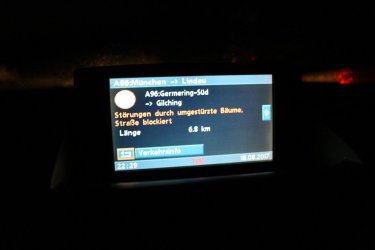 A96:München -> Lindau
A96:Germering-Süd
-> Gilching
Störungen durch umgestürzte Bäume,
Straße blockiert
Länge 6.8 km
Verkehrsinfo
22:29 18.08.2017